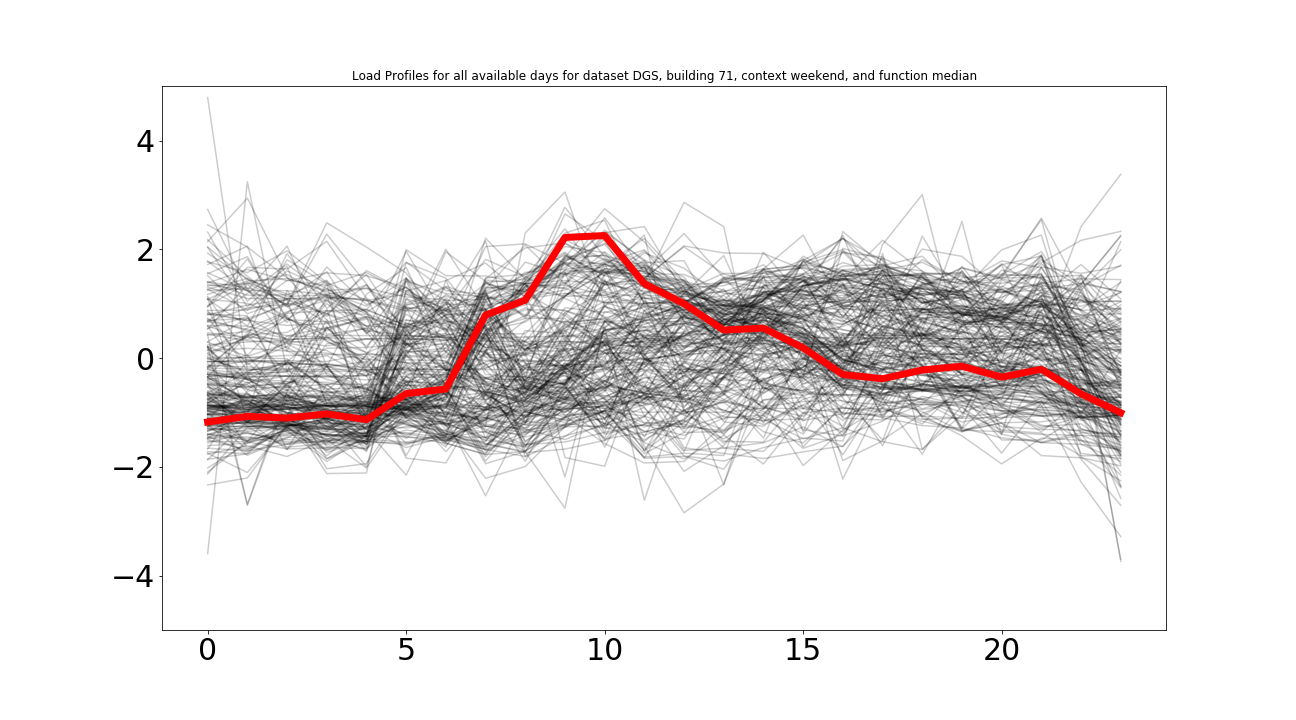 Load Profiles for all available days for dataset DGS, building 71, context weekend, and function median
4
2
0
−2
−4
0 5 10 15 20